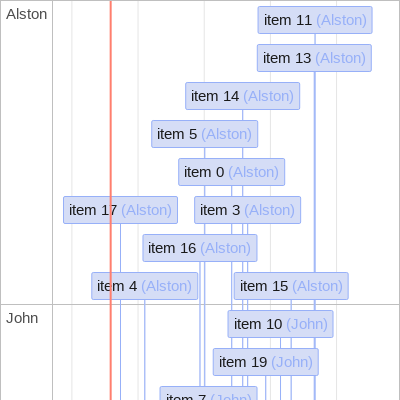 Alston
item 11 (Alston)
item 13 (Alston)
item 14 (Alston)
item 5 (Alston)
item 0 (Alston)
item 17 (Alston)
item 3 (Alston)
item 16 (Alston)
item 4 (Alston)
item 15 (Alston)
John
item 10 (John)
item 19 (John)
item 7 (John)